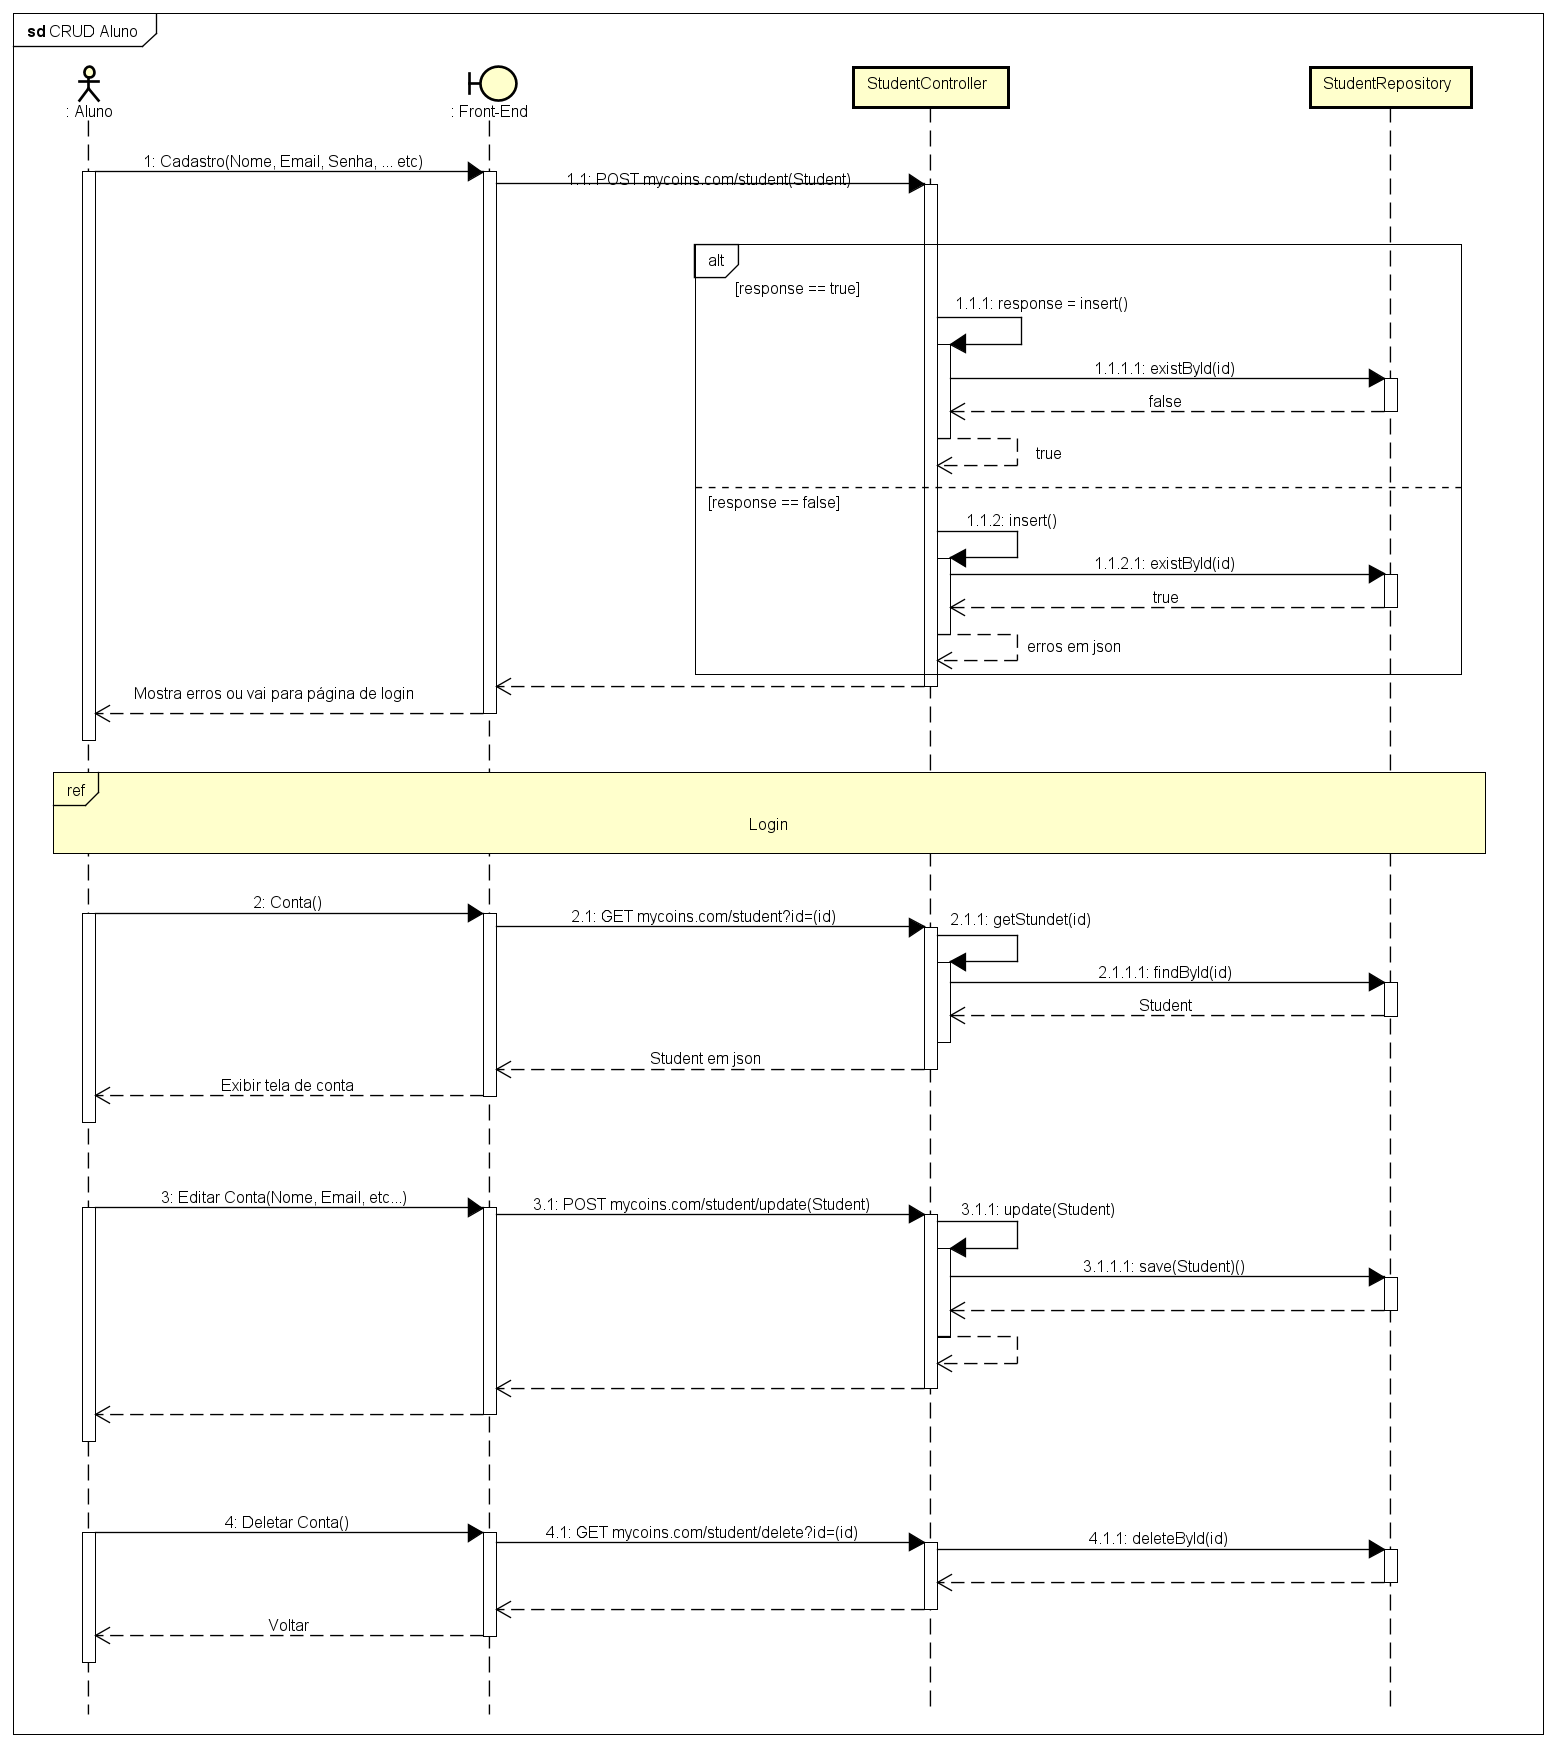 sd CRUD Aluno
: Aluno
: Front-End
StudentController
StudentRepository
1: Cadastro(Nome, Email, Senha, ... etc)
1.1: POST mycoins.com/student(Student)
alt
[response == true]
1.1.1: response = insert()
1.1.1.1: existById(id)
false
true
[response == false]
1.1.2: insert()
1.1.2.1: existById(id)
true
erros em json
Mostra erros ou vai para página de login
ref
Login
2: Conta()
2.1: GET mycoins.com/student?id=(id)
2.1.1: getStundet(id)
2.1.1.1: findById(id)
Student
Student em json
Exibir tela de conta
3: Editar Conta(Nome, Email, etc...)
3.1: POST mycoins.com/student/update(Student)
3.1.1: update(Student)
3.1.1.1: save(Student)()
4: Deletar Conta()
4.1: GET mycoins.com/student/delete?id=(id)
4.1.1: deleteById(id)
Voltar